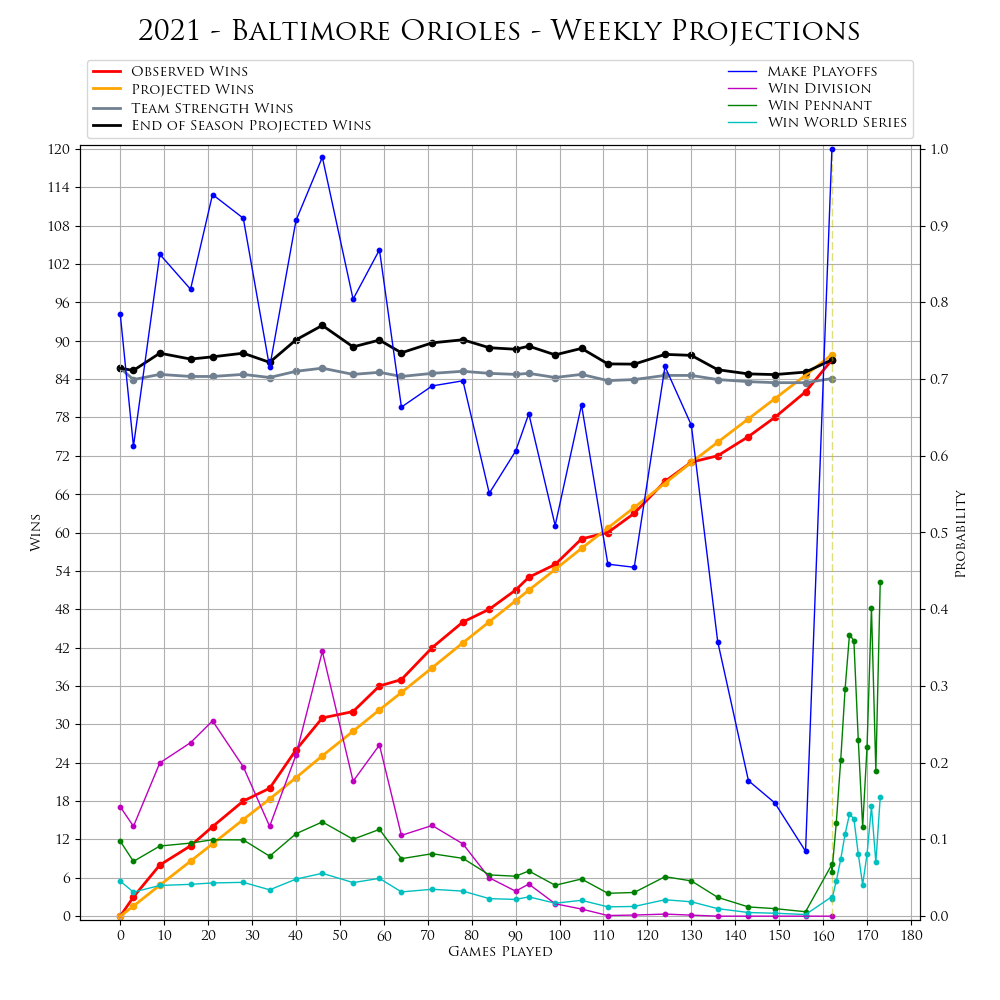 2021 - Baltimore Orioles - Weekly Projections
Observed Wins
Projected Wins
Team Strength Wins
End of Season Projected Wins
Make Playoffs
Win Division
Win Pennant
Win World Series
120
114
108
102
96
90
84
78
72
66
60
54
48
42
36
30
24
18
12
6
0
Wins
1.0
0.9
0.8
0.7
0.6
0.5
0.4
0.3
0.2
0.1
0.0
Probability
0 10 20 30 40 50 60 70 80 90 100 110 120 130 140 150 160 170 180
Games Played